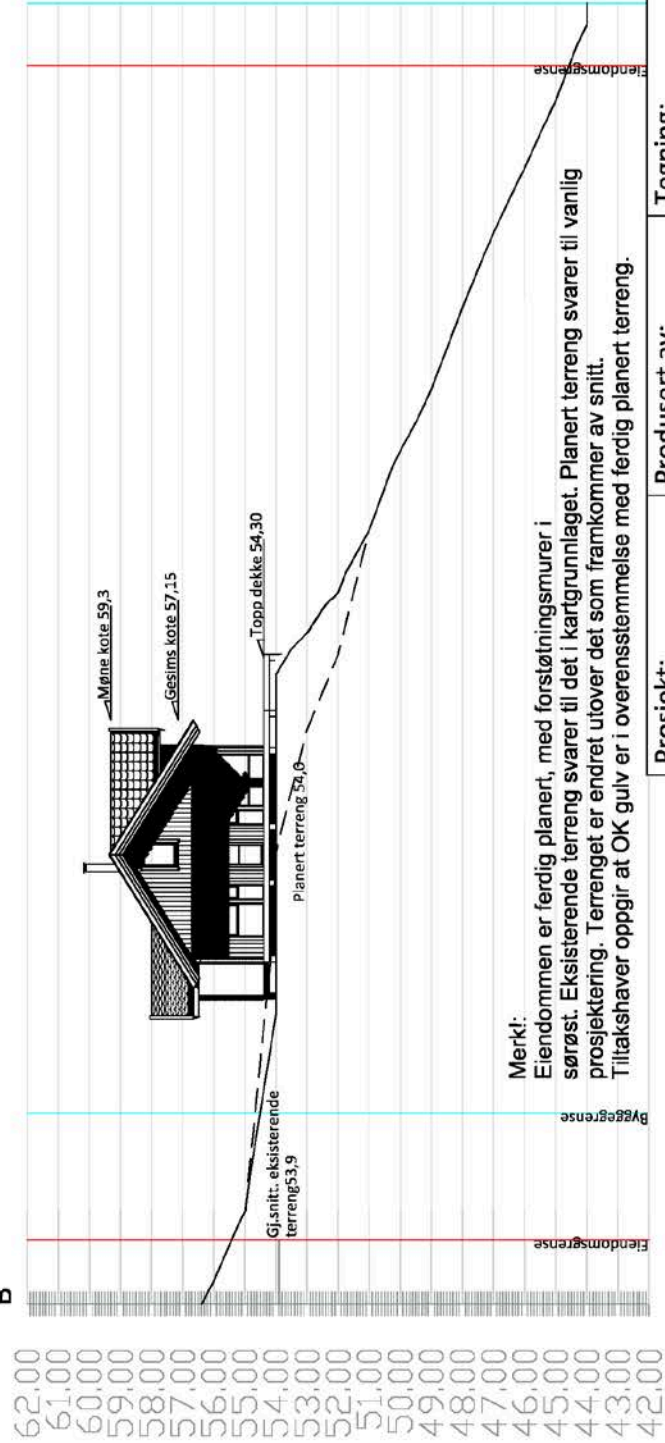 B
62.00
61.00
60.00
59.00
58.00
57.00
56.00
55.00
54.00
53.00
52.00
51.00
50.00
49.00
48.00
47.00
46.00
45.00
44.00
43.00
42.00
Møne kote 59,3
Gesims kote 57,15
Topp dekke 54,30
Planert terreng 54,0
Gj.snitt. eksisterende
terreng53,9
Eiendomsgrense
Byggegrense
Eiendomsgrense
Merk!:
Eiendommen er ferdig planert, med forstøtningsmurer i
sørøst. Eksisterende terreng svarer til det i kartgrunnlaget. Planert terreng svarer til vanlig
prosjektering. Terrenget er endret utover det som framkommer av snitt.
Tiltakshaver oppgir at OK gulv er i overensstemmelse med ferdig planert terreng.
Prosjekt:
Produsert av:
Tegning: